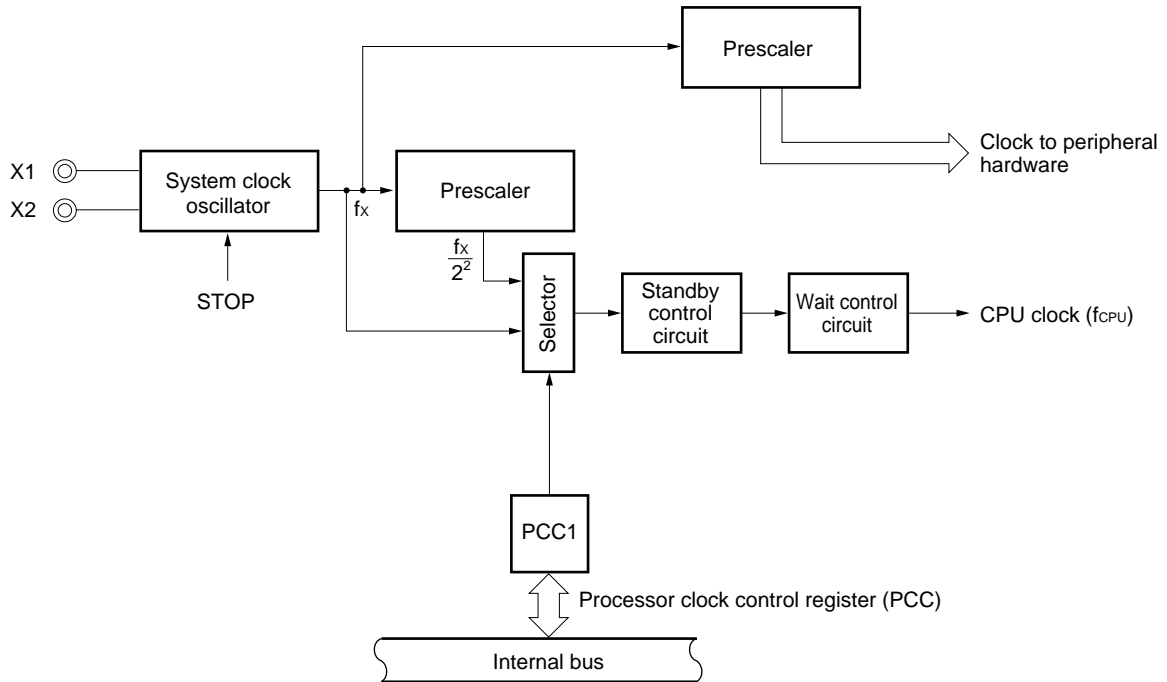 Prescaler
Clock to peripheral
hardware
X1
X2
System clock
oscillator
fX
Prescaler
fX
2²
STOP
Selector
Standby
control
circuit
Wait control
circuit
CPU clock (fCPU)
PCC1
Processor clock control register (PCC)
Internal bus